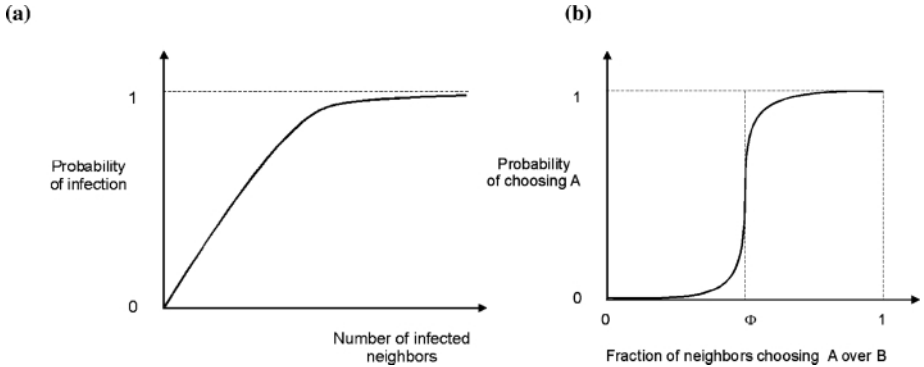 (a)
1
Probability
of infection
0
Number of infected
neighbors
(b)
1
Probability
of choosing A
0
0
Φ
1
Fraction of neighbors choosing A over B